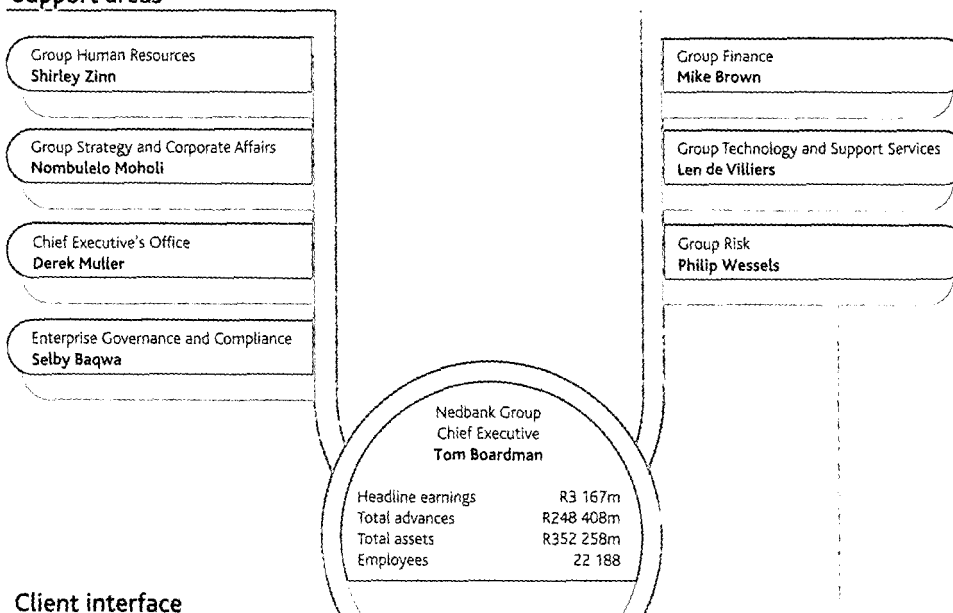 Support areas
Group Human Resources
Shirley Zinn
Group Strategy and Corporate Affairs
Nombulelo Moholi
Chief Executive's Office
Derek Muller
Enterprise Governance and Compliance
Selby Baqwa
Group Finance
Mike Brown
Group Technology and Support Services
Len de Villiers
Group Risk
Philip Wessels
Nedbank Group
Chief Executive
Tom Boardman
Headline earnings R3 167m
Total advances R248 408m
Total assets R352 258m
Employees 22 188
Client interface